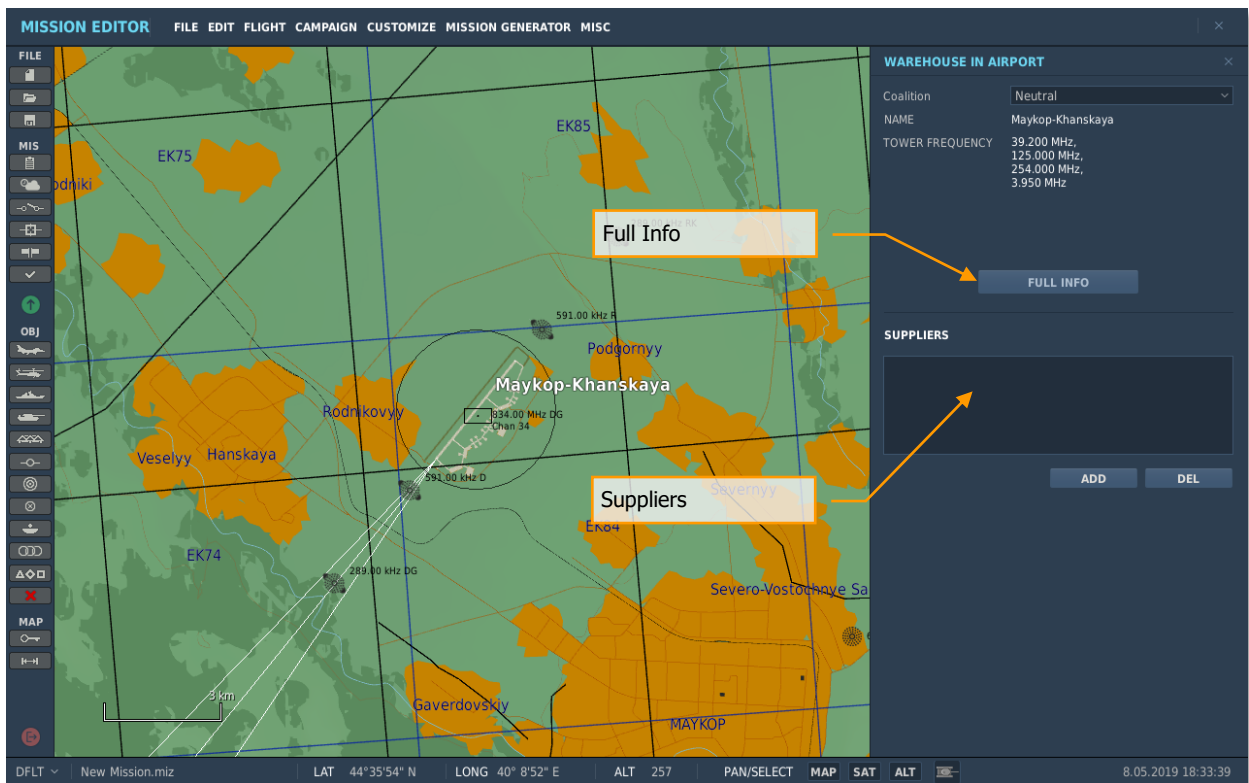 MISSION EDITOR FILE EDIT FLIGHT CAMPAIGN CUSTOMIZE MISSION GENERATOR MISC
FILE
MIS
OBJ
MAP
EK75
EK85
odniki
Full Info
591.00 kHz R
Podgornyy
Maykop-Khanskaya
834.00 MHz DG
Chan 34
Rodnikovyy
Veselyy
Hanskaya
591.00 kHz D
Suppliers
Severnyy
EK84
EK74
289.00 kHz DG
Severo-Vostochnye Sa
3 km
Gaverdovskiy
MAYKOP
WAREHOUSE IN AIRPORT
Coalition Neutral
NAME Maykop-Khanskaya
TOWER FREQUENCY 39.200 MHz,
125.000 MHz,
254.000 MHz,
3.950 MHz
FULL INFO
SUPPLIERS
ADD DEL
DFLT New Mission.miz LAT 44°35'54" N LONG 40° 8'52" E ALT 257 PAN/SELECT MAP SAT ALT 8.05.2019 18:33:39